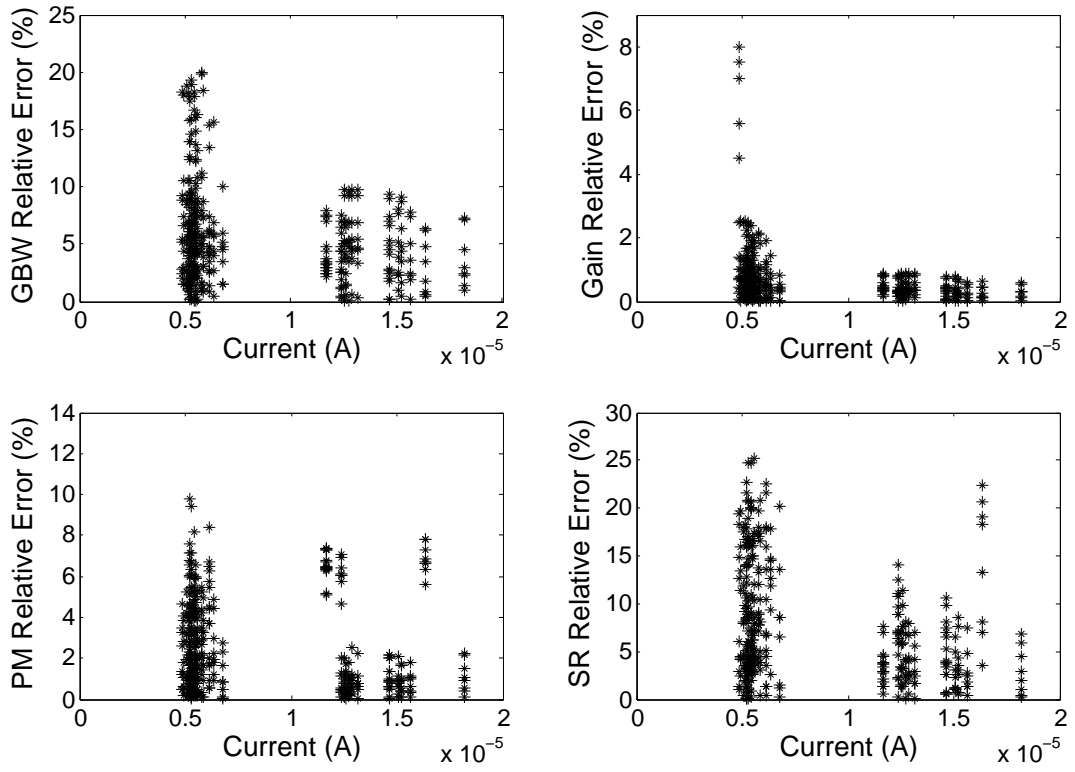 25
20
15
10
5
0
GBW Relative Error (%)
0 0.5 1 1.5 2
Current (A)
x 10⁻⁵
8
6
4
2
0
Gain Relative Error (%)
0 0.5 1 1.5 2
Current (A)
x 10⁻⁵
14
12
10
8
6
4
2
0
PM Relative Error (%)
0 0.5 1 1.5 2
Current (A)
x 10⁻⁵
30
25
20
15
10
5
0
SR Relative Error (%)
0 0.5 1 1.5 2
Current (A)
x 10⁻⁵